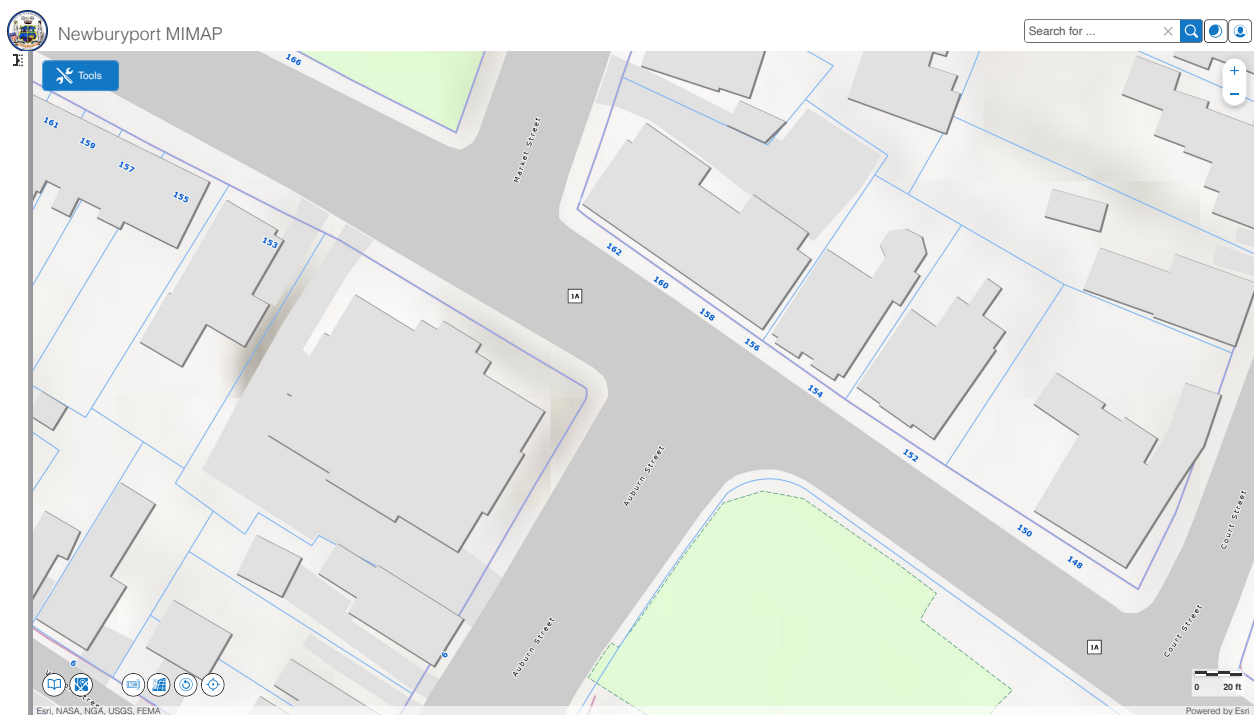 Newburyport MIMAP
Search for ...
Tools
166
161
159
157
155
153
Market Street
162
160
158
156
154
152
150
148
1A
Auburn Street
Auburn Street
Court Street
Court Street
1A
6
6
0 20 ft
Esri, NASA, NGA, USGS, FEMA
Powered by Esri